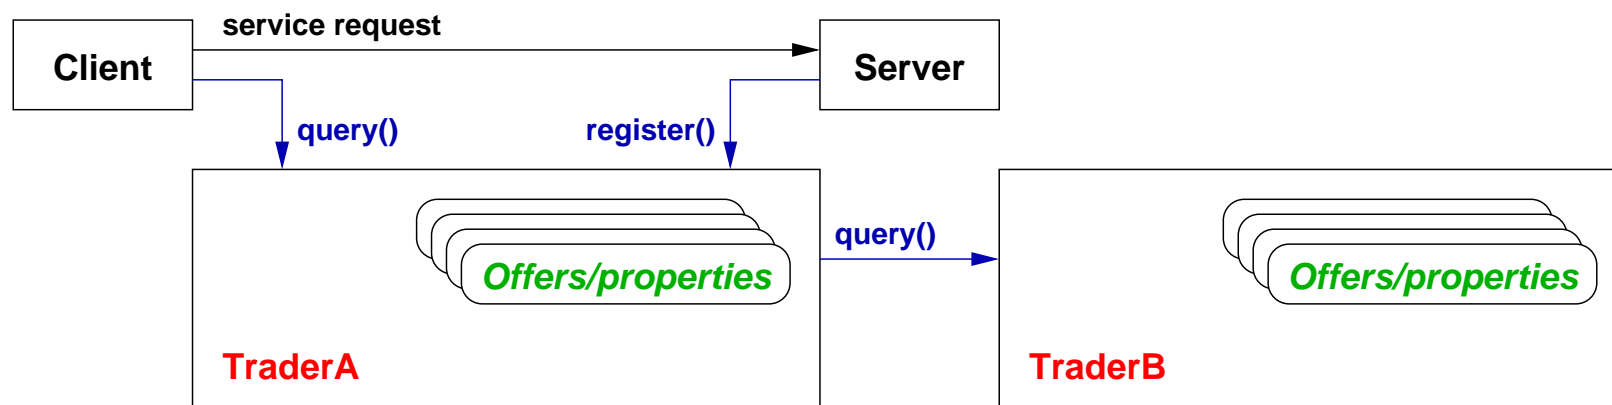 service request
Client
Server
query()
register()
query()
Offers/properties
Offers/properties
TraderA
TraderB